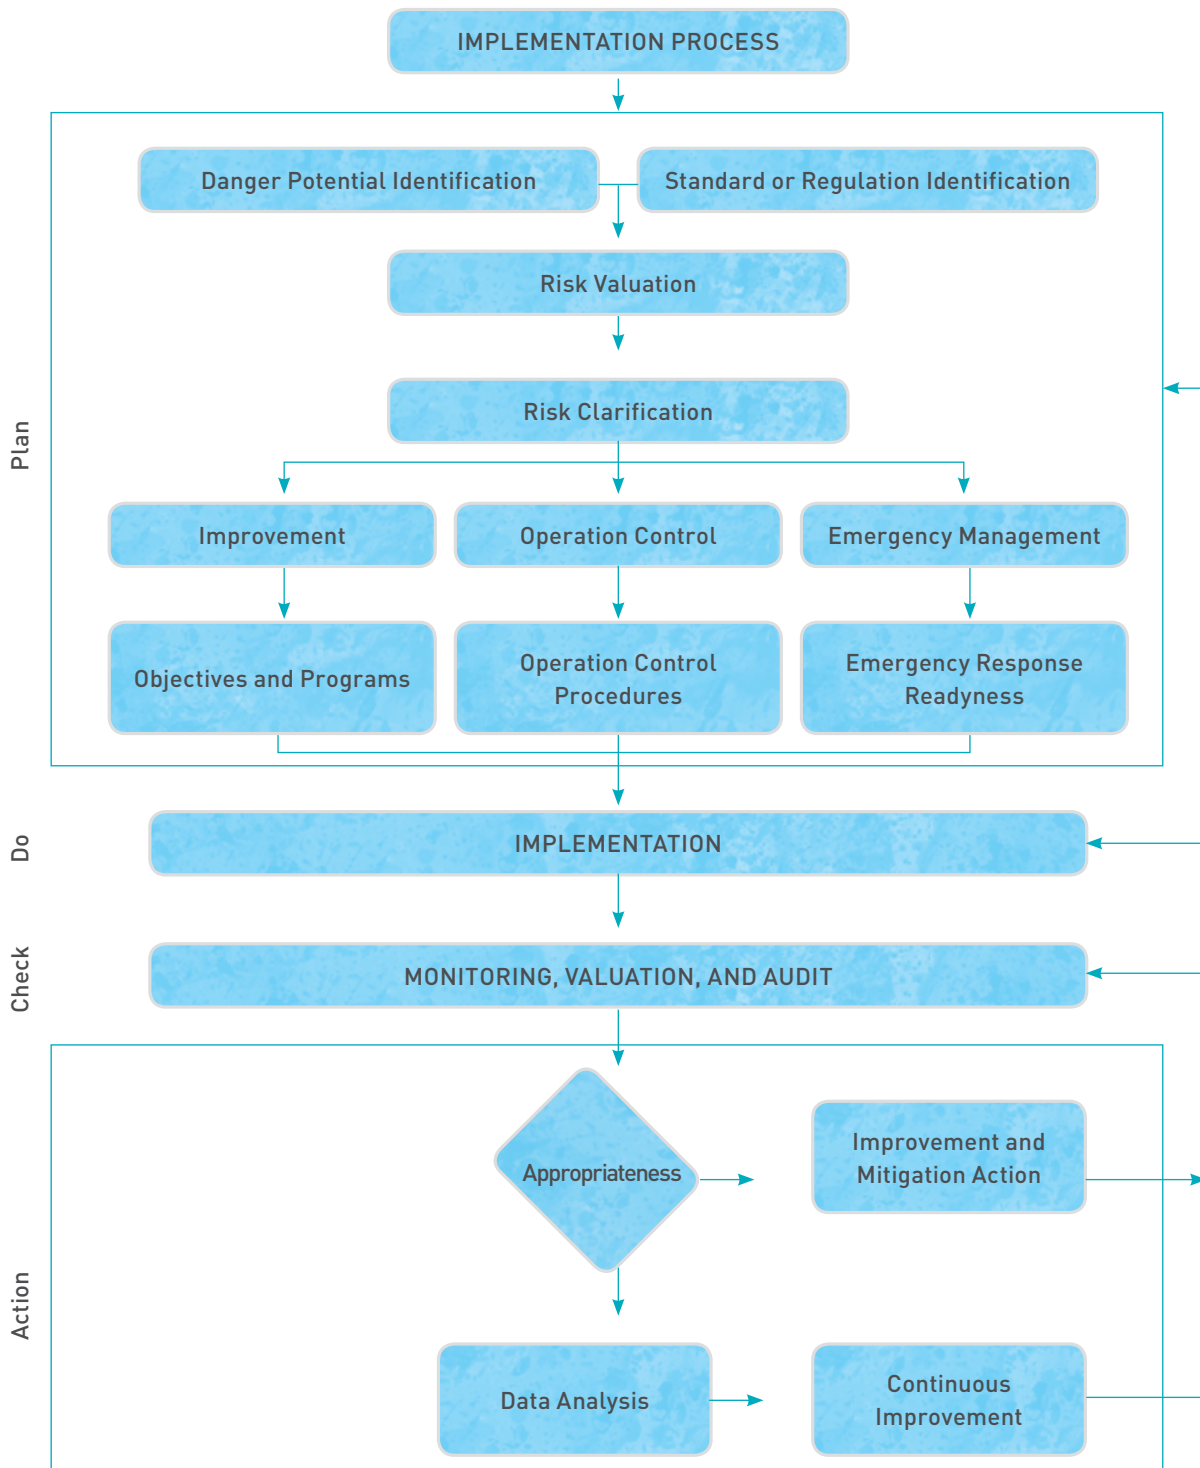 IMPLEMENTATION PROCESS
Danger Potential Identification
Standard or Regulation Identification
Risk Valuation
Risk Clarification
Plan
Improvement
Operation Control
Emergency Management
Objectives and Programs
Operation Control
Procedures
Emergency Response
Readyness
Do
IMPLEMENTATION
Check
MONITORING, VALUATION, AND AUDIT
Action
Appropriateness
Improvement and
Mitigation Action
Data Analysis
Continuous
Improvement